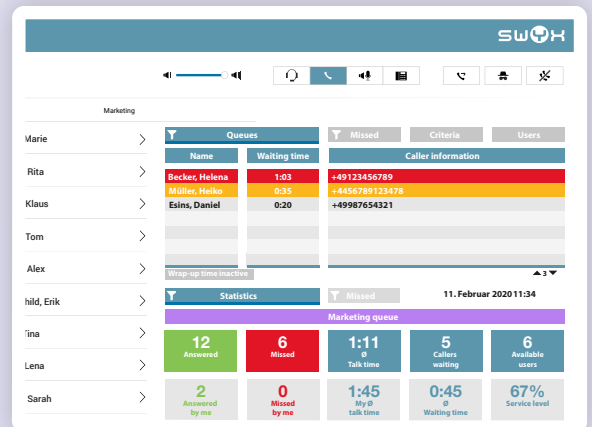 swyx
Marketing
Marie
Rita
Klaus
Tom
Alex
hild, Erik
Tina
Lena
Sarah
Queues Missed Criteria Users
Name Waiting time Caller information
Becker, Helena 1:03 +49123456789
Müller, Heiko 0:35 +4456789123478
Esins, Daniel 0:20 +49987654321
Wrap-up time inactive 3
Statistics Missed 11. Februar 2020 11:34
Marketing queue
12
Answered
6
Missed
1:11
Ø
Talk time
5
Callers
waiting
6
Available
users
2
Answered
by me
0
Missed
by me
1:45
My Ø
talk time
0:45
Ø
Waiting time
67%
Service level